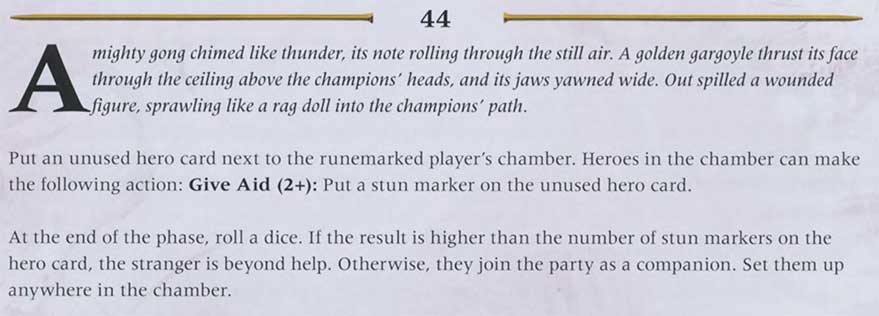 44
A mighty gong chimed like thunder, its note rolling through the still air. A golden gargoyle thrust its face
through the ceiling above the champions' heads, and its jaws yawned wide. Out spilled a wounded
figure, sprawling like a rag doll into the champions' path.
Put an unused hero card next to the runemarked player's chamber. Heroes in the chamber can make
the following action: Give Aid (2+): Put a stun marker on the unused hero card.
At the end of the phase, roll a dice. If the result is higher than the number of stun markers on the
hero card, the stranger is beyond help. Otherwise, they join the party as a companion. Set them up
anywhere in the chamber.